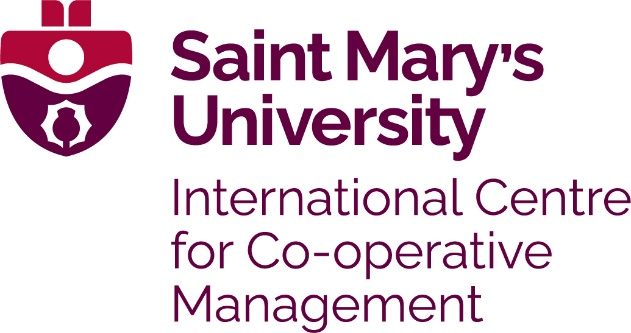 Saint Mary's
University
International Centre
for Co-operative
Management